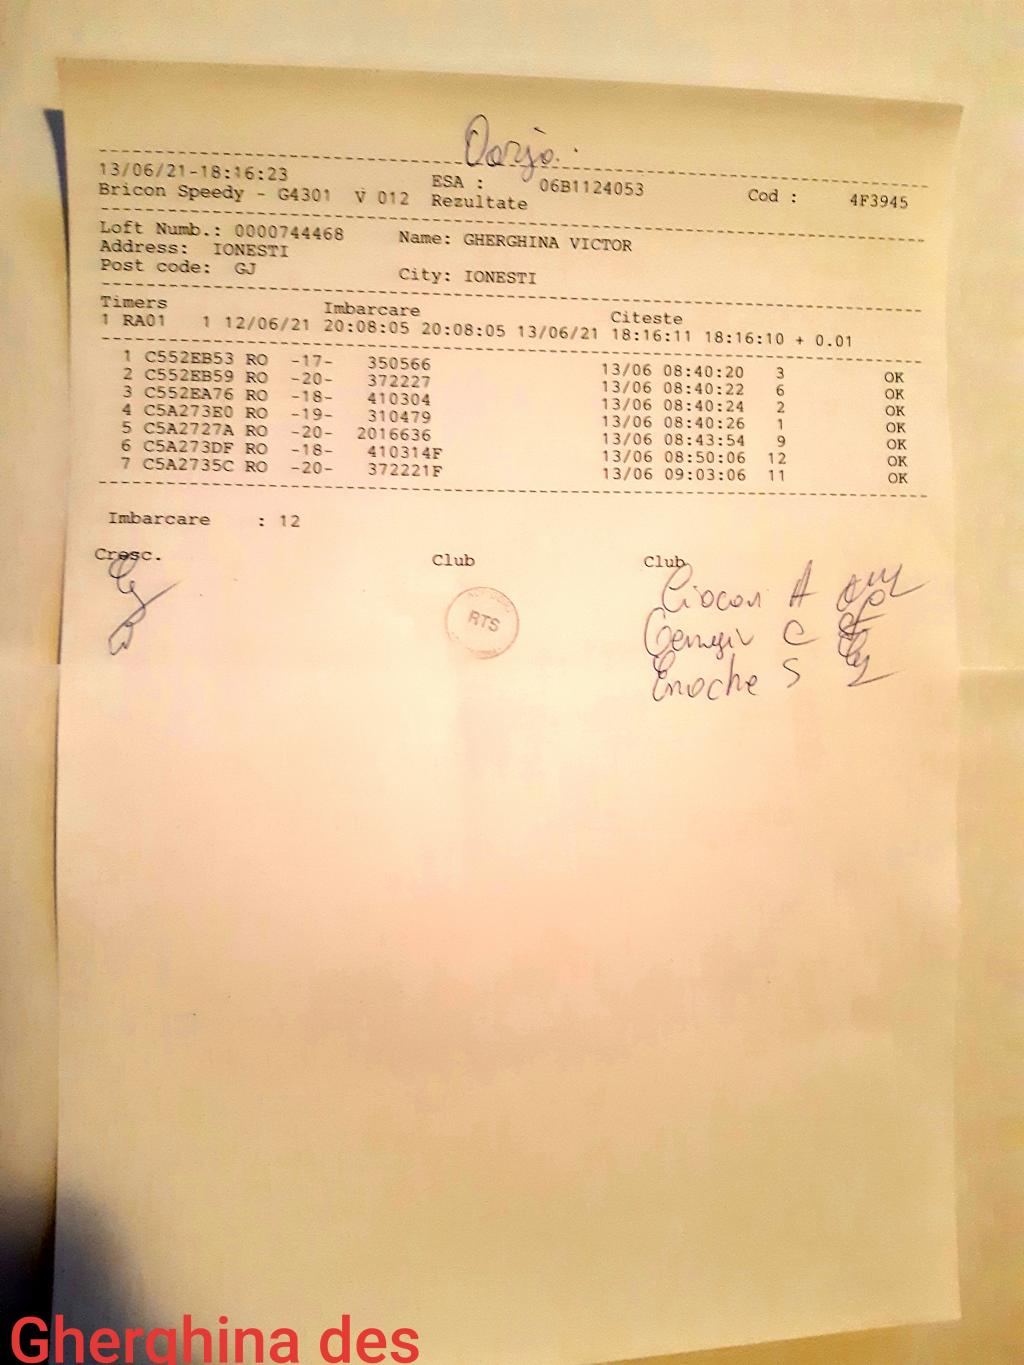 13/06/21-18:16:23 ESA : 06B1124053 Cod : 4F3945
Bricon Speedy - G4301 V 012 Rezultate
Loft Numb.: 0000744468 Name: GHERGHINA VICTOR
Address: IONESTI
Post code: GJ City: IONESTI
Timers Imbarcare Citeste
1 RA01 1 12/06/21 20:08:05 20:08:05 13/06/21 18:16:11 18:16:10 + 0.01
1 C552EB53 RO -17- 350566 13/06 08:40:20 3 OK
2 C552EB59 RO -20- 372227 13/06 08:40:22 6 OK
3 C552EA76 RO -18- 410304 13/06 08:40:24 2 OK
4 C5A273E0 RO -19- 310479 13/06 08:40:26 1 OK
5 C5A2727A RO -20- 2016636 13/06 08:43:54 9 OK
6 C5A273DF RO -18- 410314F 13/06 08:50:06 12 OK
7 C5A2735C RO -20- 372221F 13/06 09:03:06 11 OK
Imbarcare : 12
Cresc. Club Club
RTS
Ciocan A
C
Enache S
Gherghina des